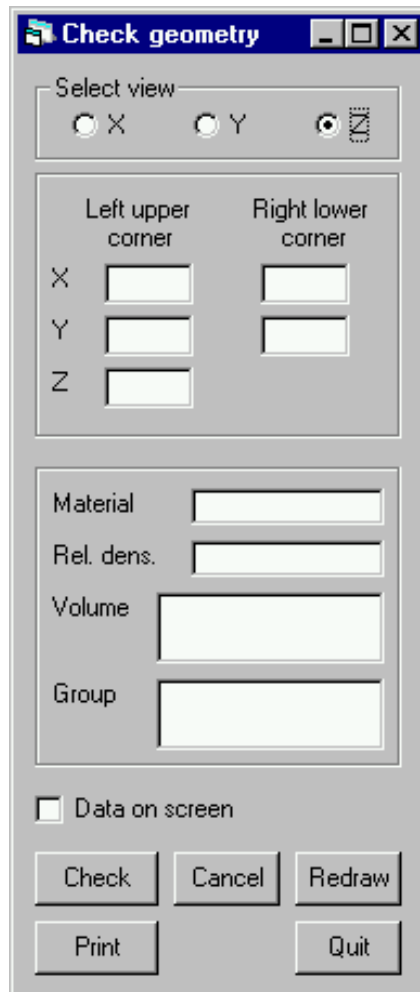 Check geometry
Select view
X Y Z
Left upper Right lower
corner corner
X
Y
Z
Material
Rel. dens.
Volume
Group
Data on screen
Check Cancel Redraw
Print Quit